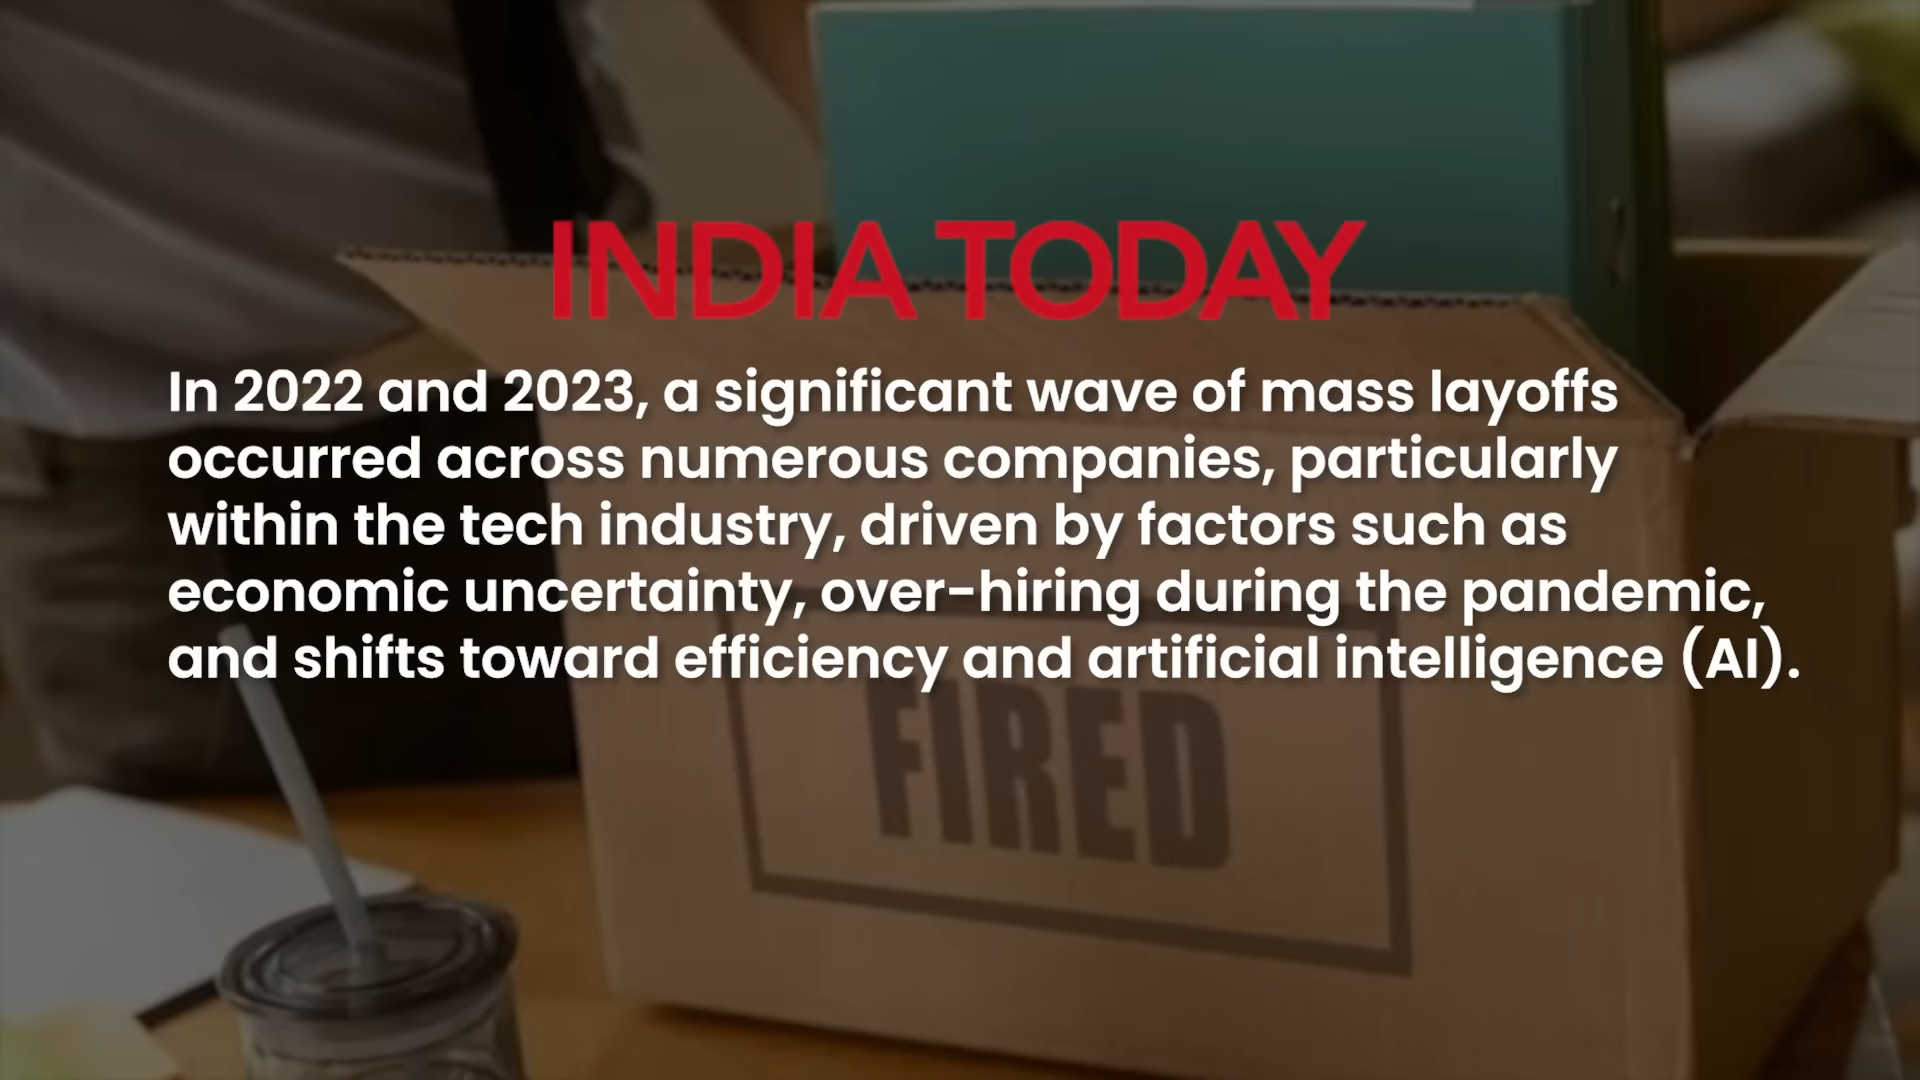 INDIA TODAY
In 2022 and 2023, a significant wave of mass layoffs
occurred across numerous companies, particularly
within the tech industry, driven by factors such as
economic uncertainty, over-hiring during the pandemic,
and shifts toward efficiency and artificial intelligence (AI).
FIRED